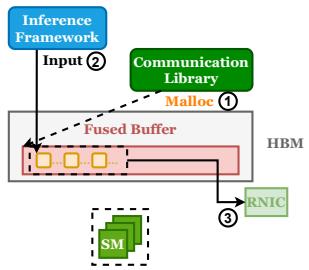 Inference
Framework
Input ②
Communication
Library
Malloc ①
Fused Buffer
HBM
... ... ...
RNIC
③
SM